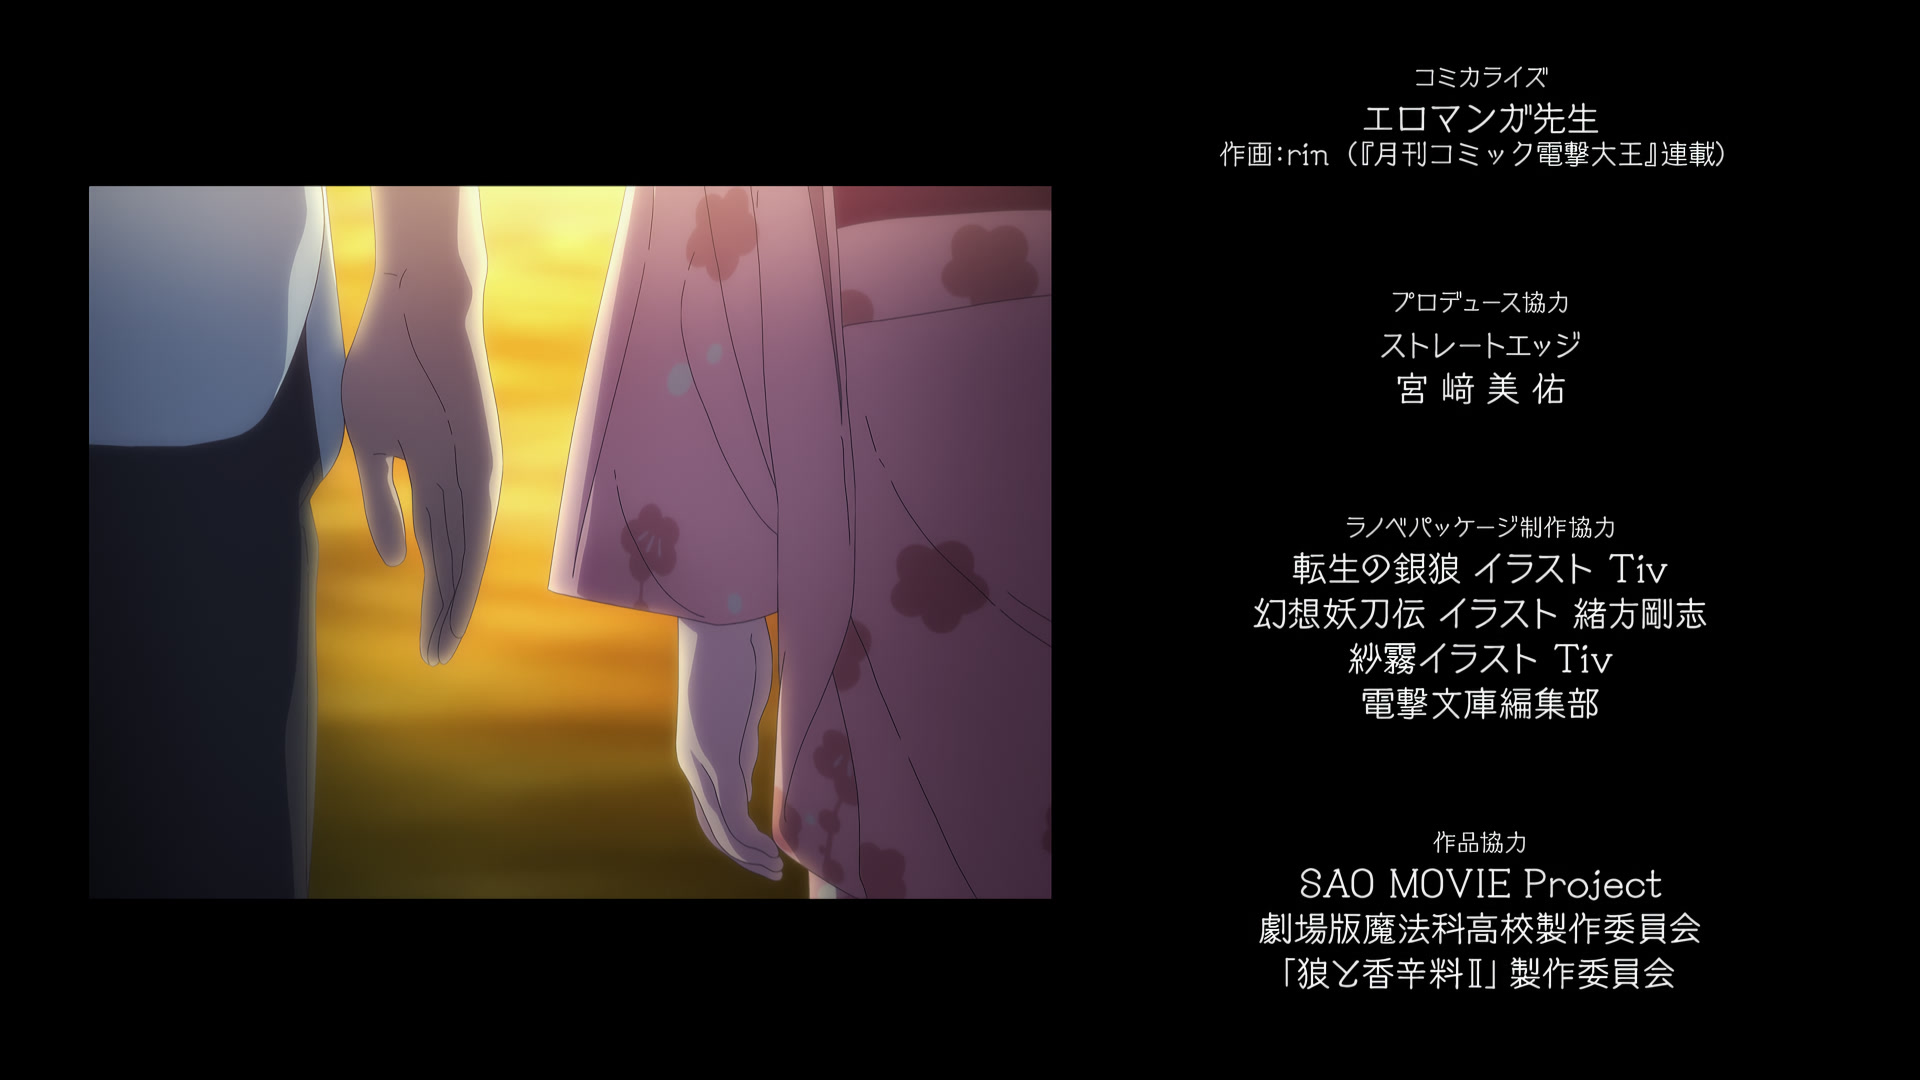 コミカライズ
エロマンガ先生
作画:rin（『月刊コミック電撃大王』連載）
プロデュース協力
ストレートエッジ
宮﨑美佑
ラノベパッケージ制作協力
転生の銀狼 イラスト Tiv
幻想妖刀伝 イラスト 緒方剛志
紗霧イラスト Tiv
電撃文庫編集部
作品協力
SAO MOVIE Project
劇場版魔法科高校製作委員会
「狼と香辛料Ⅱ」製作委員会